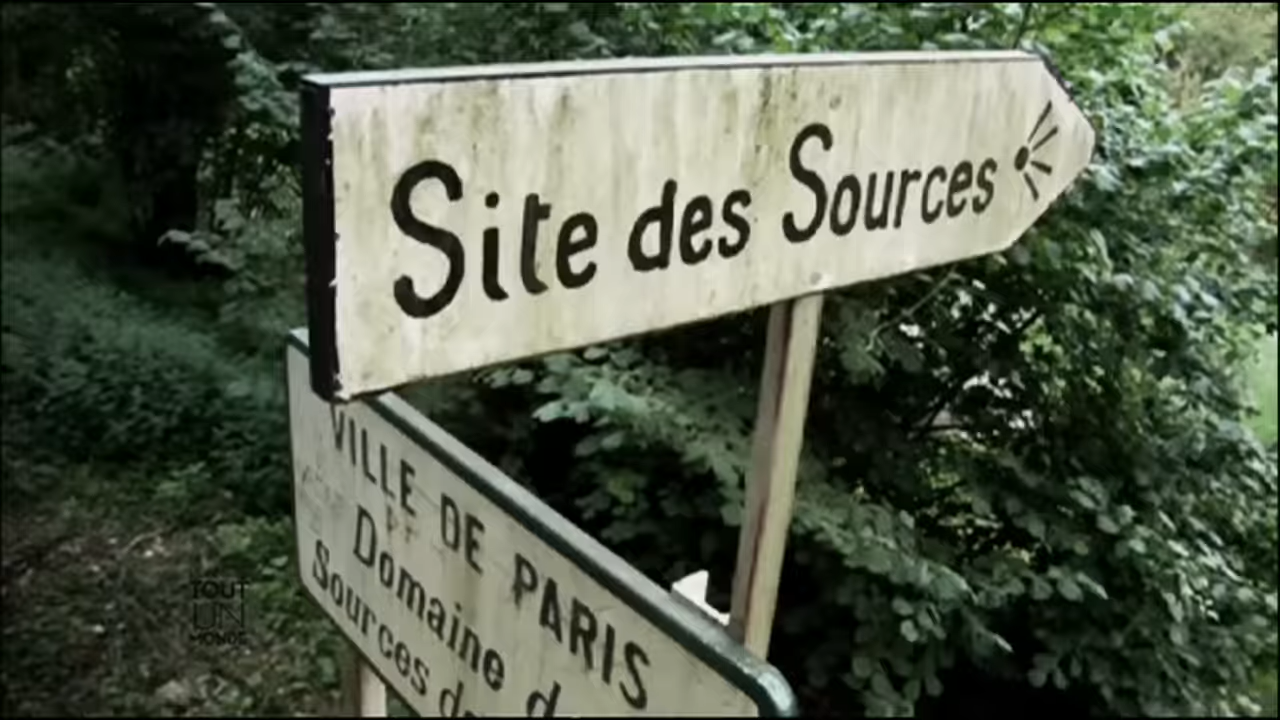 Site des Sources
VILLE DE PARIS
Domaine d
Sources d
TOUT
UN
MONDE